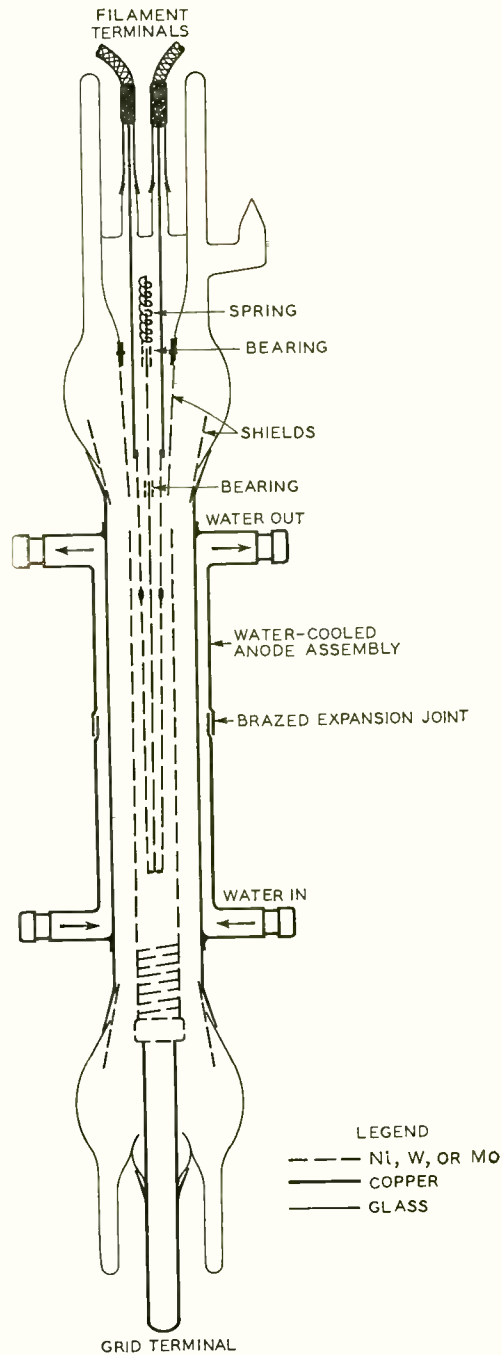 FILAMENT
TERMINALS
SPRING
BEARING
SHIELDS
BEARING
WATER OUT
WATER-COOLED
ANODE ASSEMBLY
BRAZED EXPANSION JOINT
WATER IN
LEGEND
Ni, W, OR Mo
COPPER
GLASS
GRID TERMINAL